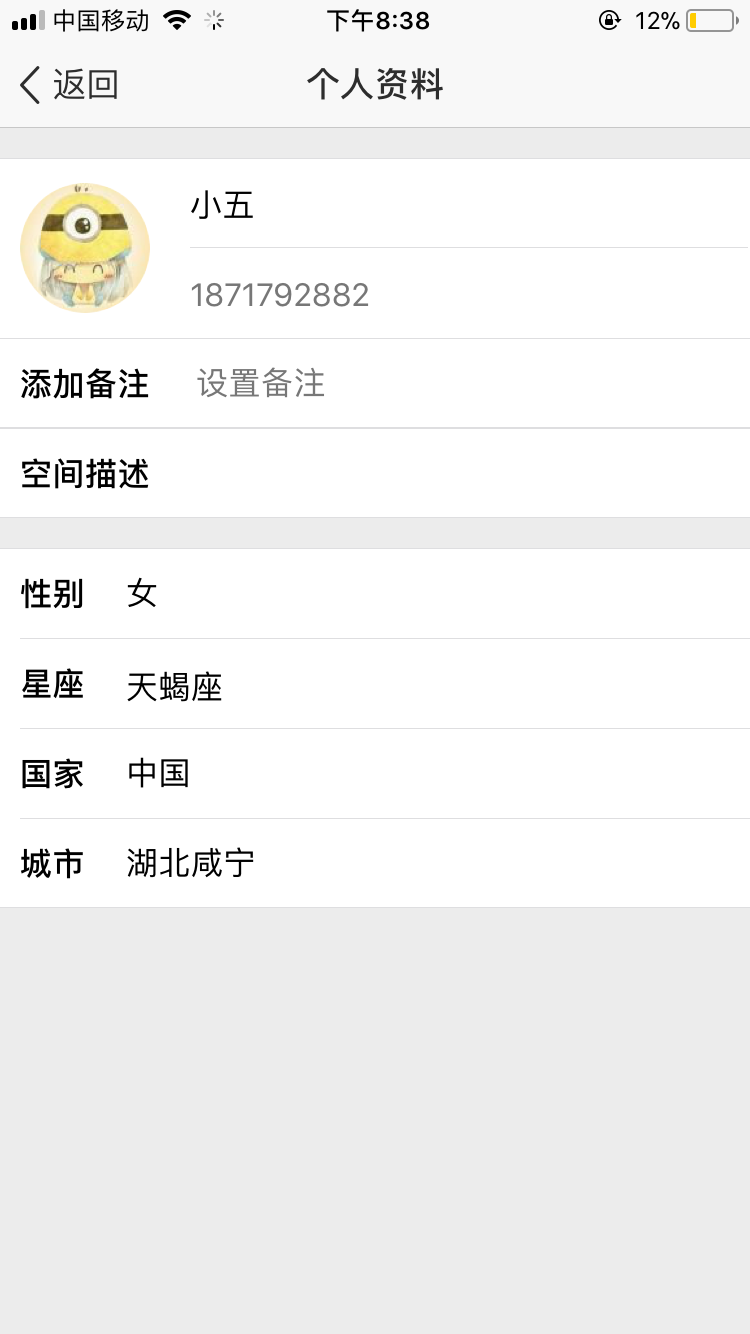 中国移动 下午8:38 12%
返回 个人资料
小五
1871792882
添加备注 设置备注
空间描述
性别 女
星座 天蝎座
国家 中国
城市 湖北咸宁